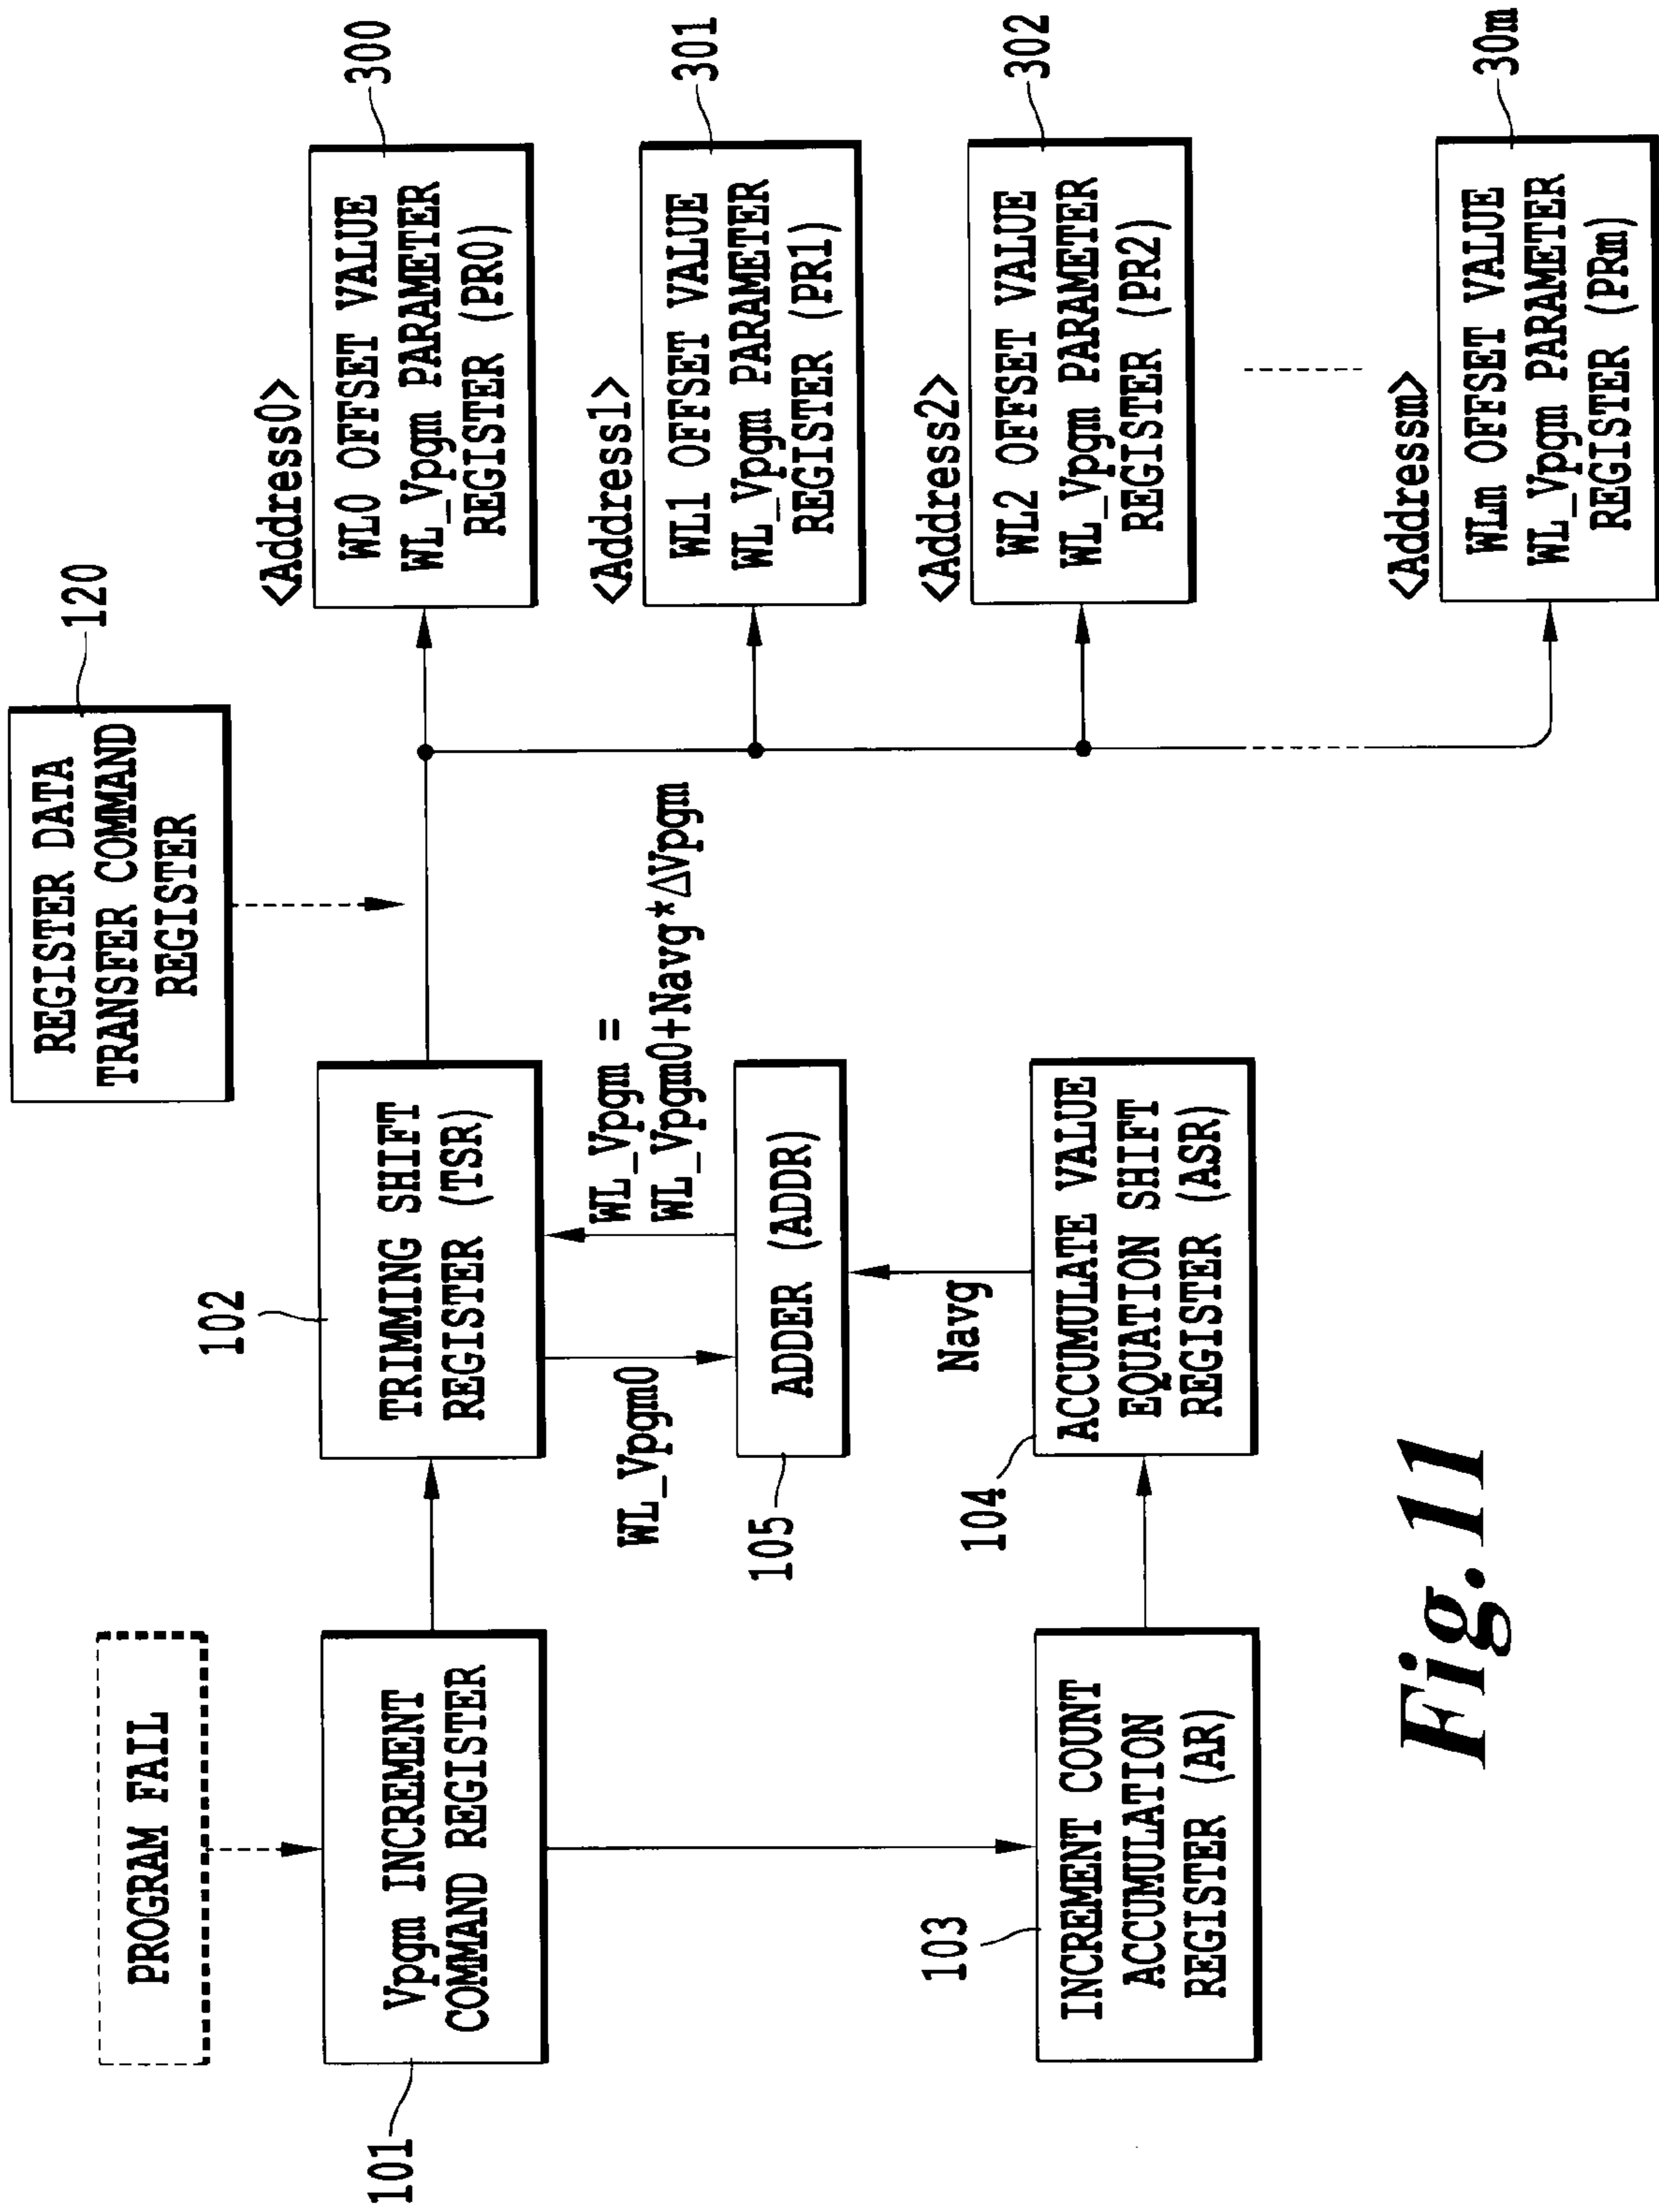 REGISTER DATA
TRANSFER COMMAND
REGISTER
120
PROGRAM FAIL
101
Vpgm INCREMENT
COMMAND REGISTER
102
TRIMMING SHIFT
REGISTER (TSR)
WL_Vpgm0
WL_Vpgm =
WL_Vpgm0+Navg*ΔVpgm
105
ADDER (ADDR)
Navg
103
INCREMENT COUNT
ACCUMULATION
REGISTER (AR)
104
ACCUMULATE VALUE
EQUATION SHIFT
REGISTER (ASR)
<Address0>
300
WL0 OFFSET VALUE
WL_Vpgm PARAMETER
REGISTER (PR0)
<Address1>
301
WL1 OFFSET VALUE
WL_Vpgm PARAMETER
REGISTER (PR1)
<Address2>
302
WL2 OFFSET VALUE
WL_Vpgm PARAMETER
REGISTER (PR2)
<Addressm>
30m
WLm OFFSET VALUE
WL_Vpgm PARAMETER
REGISTER (PRm)
Fig. 11